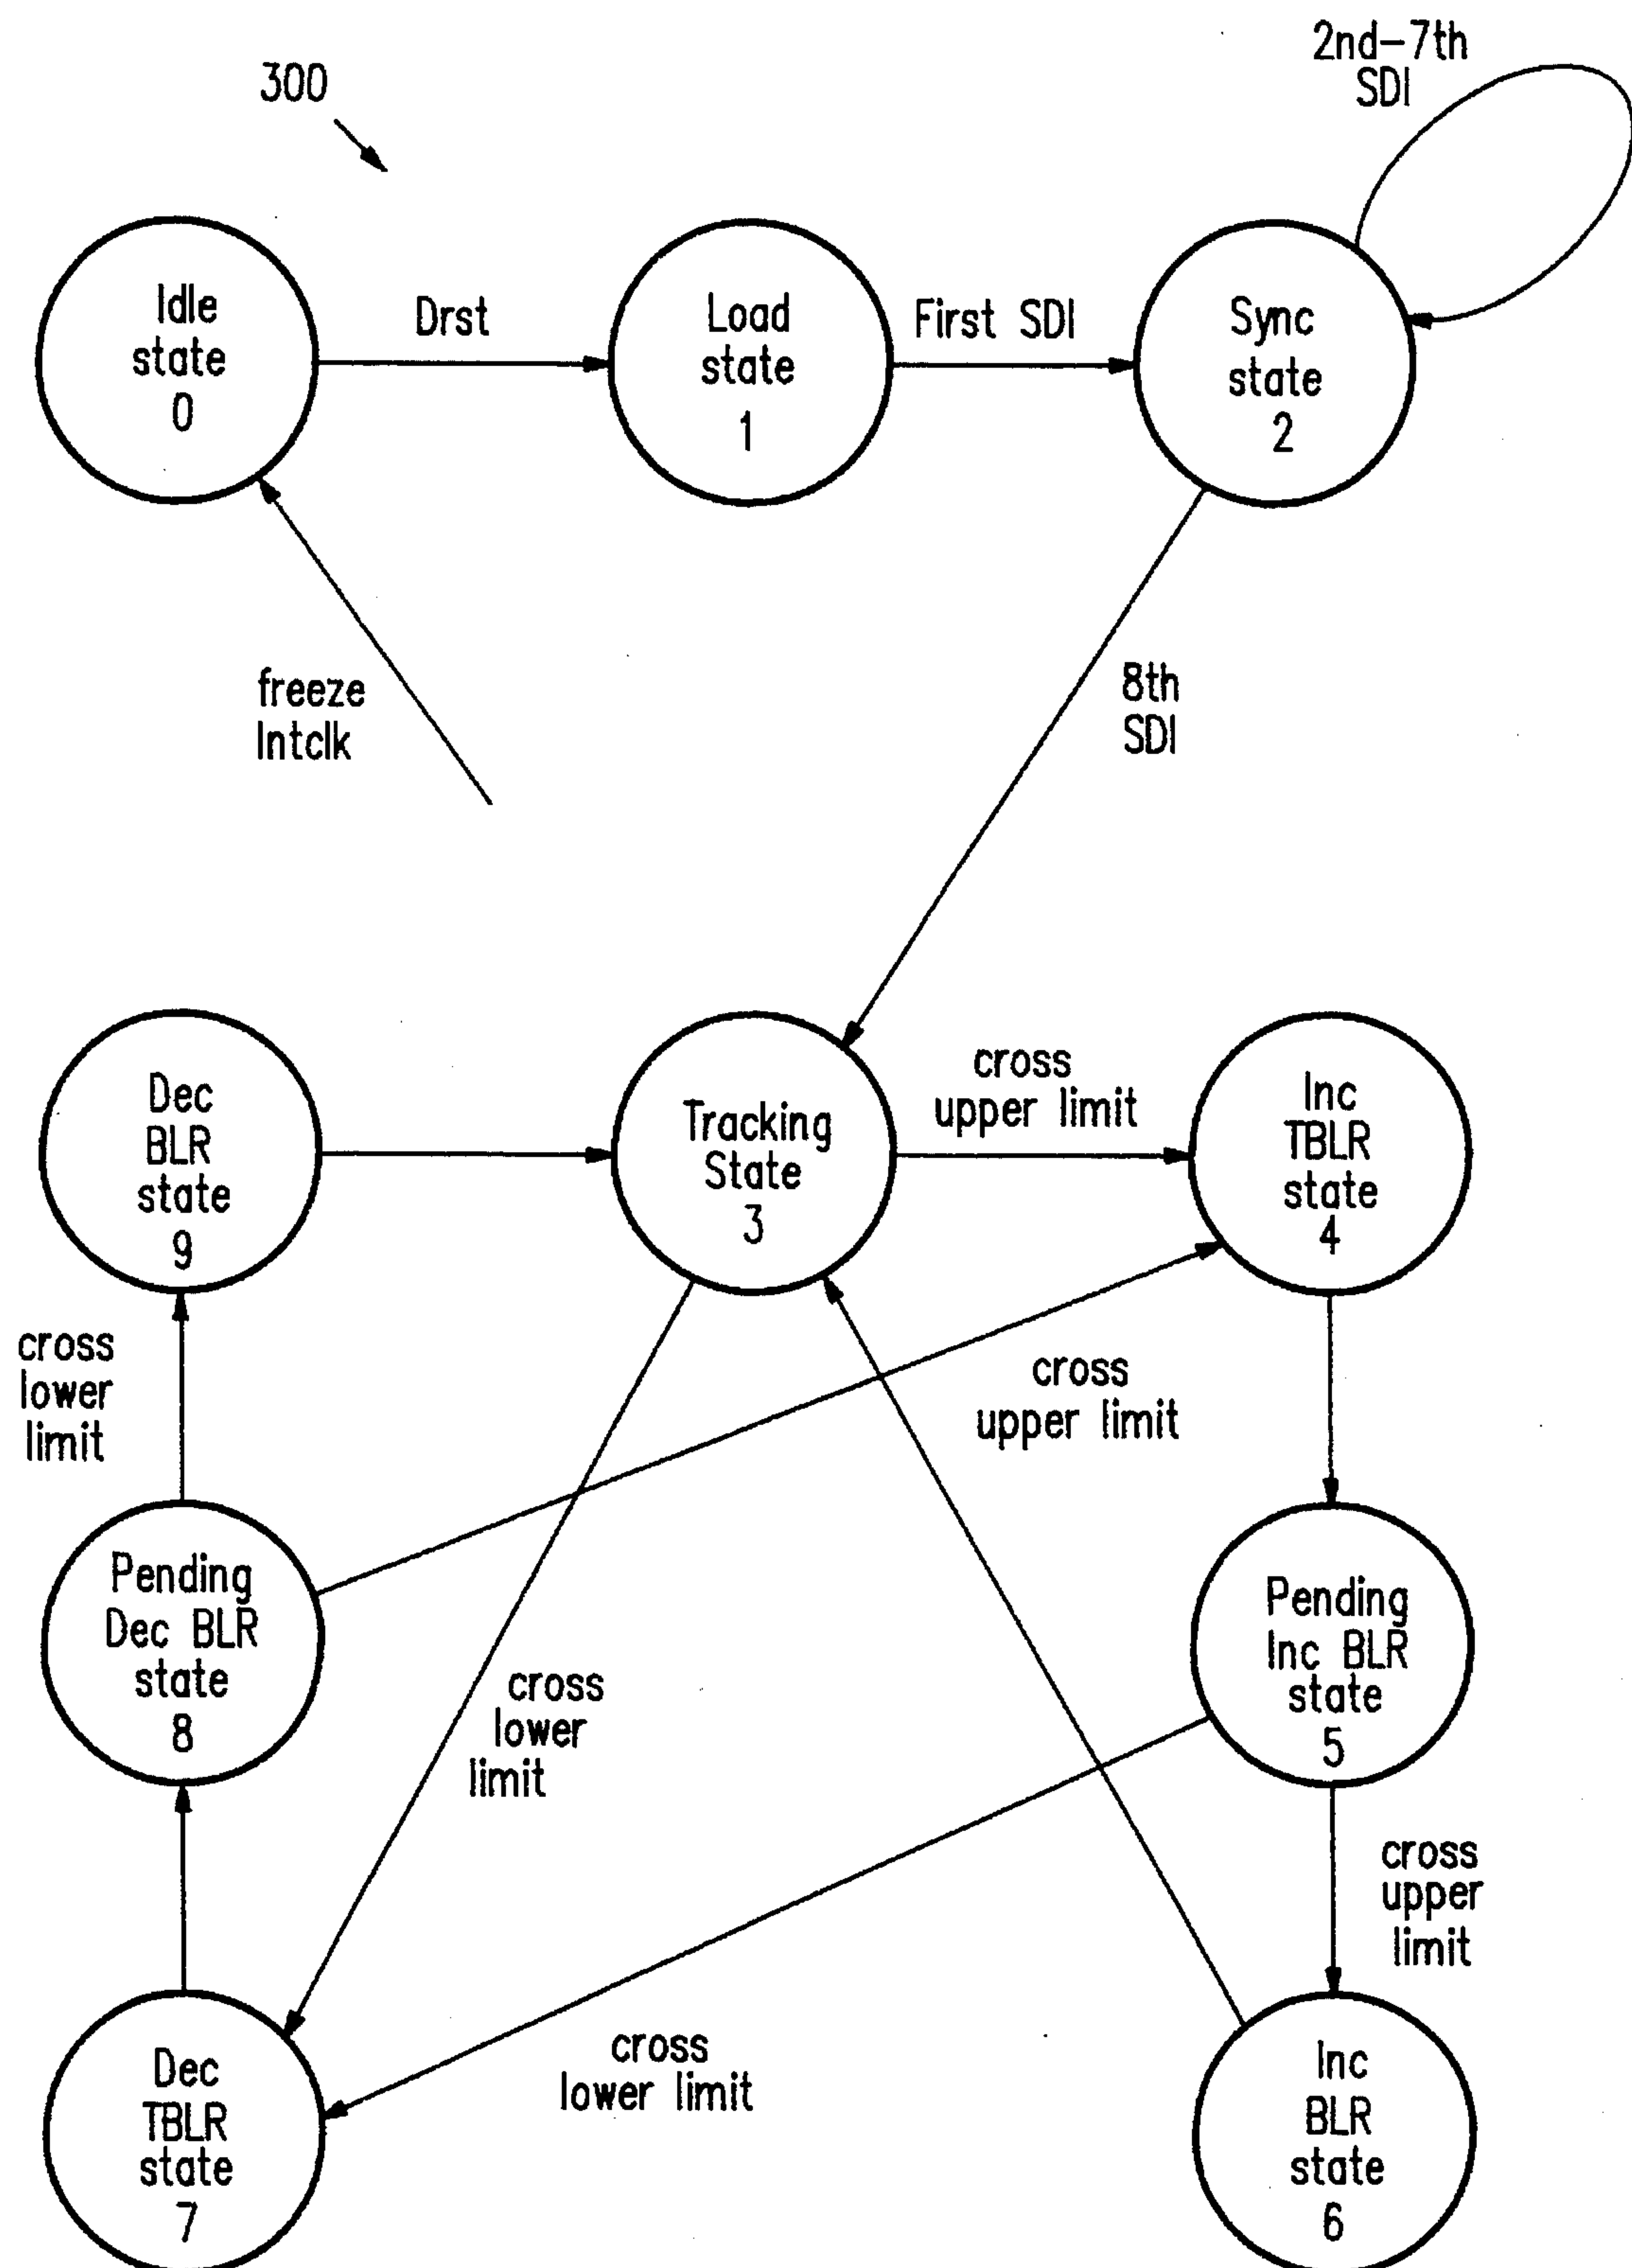 2nd-7th
SDI
300
Idle
state
0
Drst
Load
state
1
First SDI
Sync
state
2
freeze
Intclk
8th
SDI
Dec
BLR
state
9
Tracking
State
3
cross
upper limit
Inc
TBLR
state
4
cross
lower
limit
cross
upper limit
Pending
Dec BLR
state
8
cross
lower
limit
Pending
Inc BLR
state
5
cross
upper
limit
Dec
TBLR
state
7
cross
lower limit
Inc
BLR
state
6